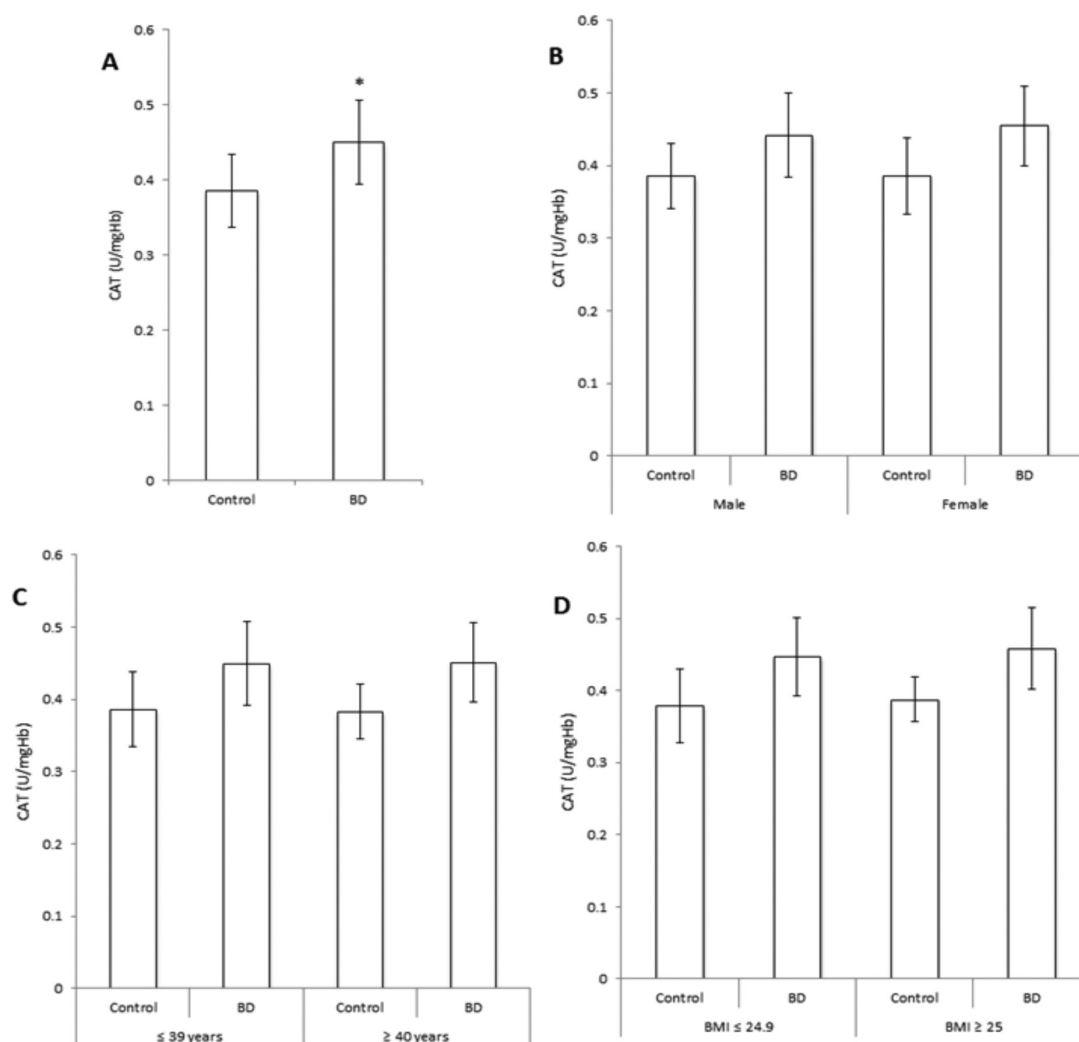 A
*
0.6
0.5
0.4
0.3
0.2
0.1
0
CAT (U/mgHb)
Control BD
B
0.6
0.5
0.4
0.3
0.2
0.1
0
CAT (U/mgHb)
Control BD Control BD
Male Female
C
0.6
0.5
0.4
0.3
0.2
0.1
0
CAT (U/mgHb)
Control BD Control BD
≤ 39 years ≥ 40 years
D
0.6
0.5
0.4
0.3
0.2
0.1
0
CAT (U/mgHb)
Control BD Control BD
BMI ≤ 24.9 BMI ≥ 25